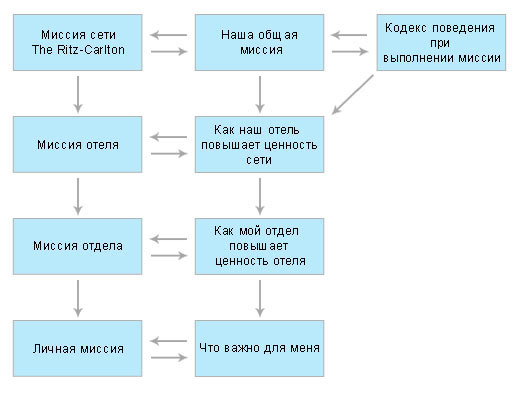 Миссия сети
The Ritz-Carlton
Наша общая
миссия
Кодекс поведения
при
выполнении миссии
Миссия отеля
Как наш отель
повышает ценность
сети
Миссия отдела
Как мой отдел
повышает
ценность отеля
Личная миссия
Что важно для меня